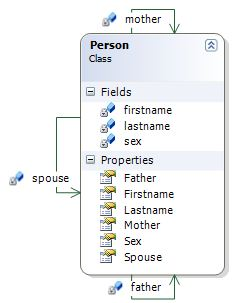 mother
Person
Class
Fields
firstname
lastname
sex
spouse
Properties
Father
Firstname
Lastname
Mother
Sex
Spouse
father